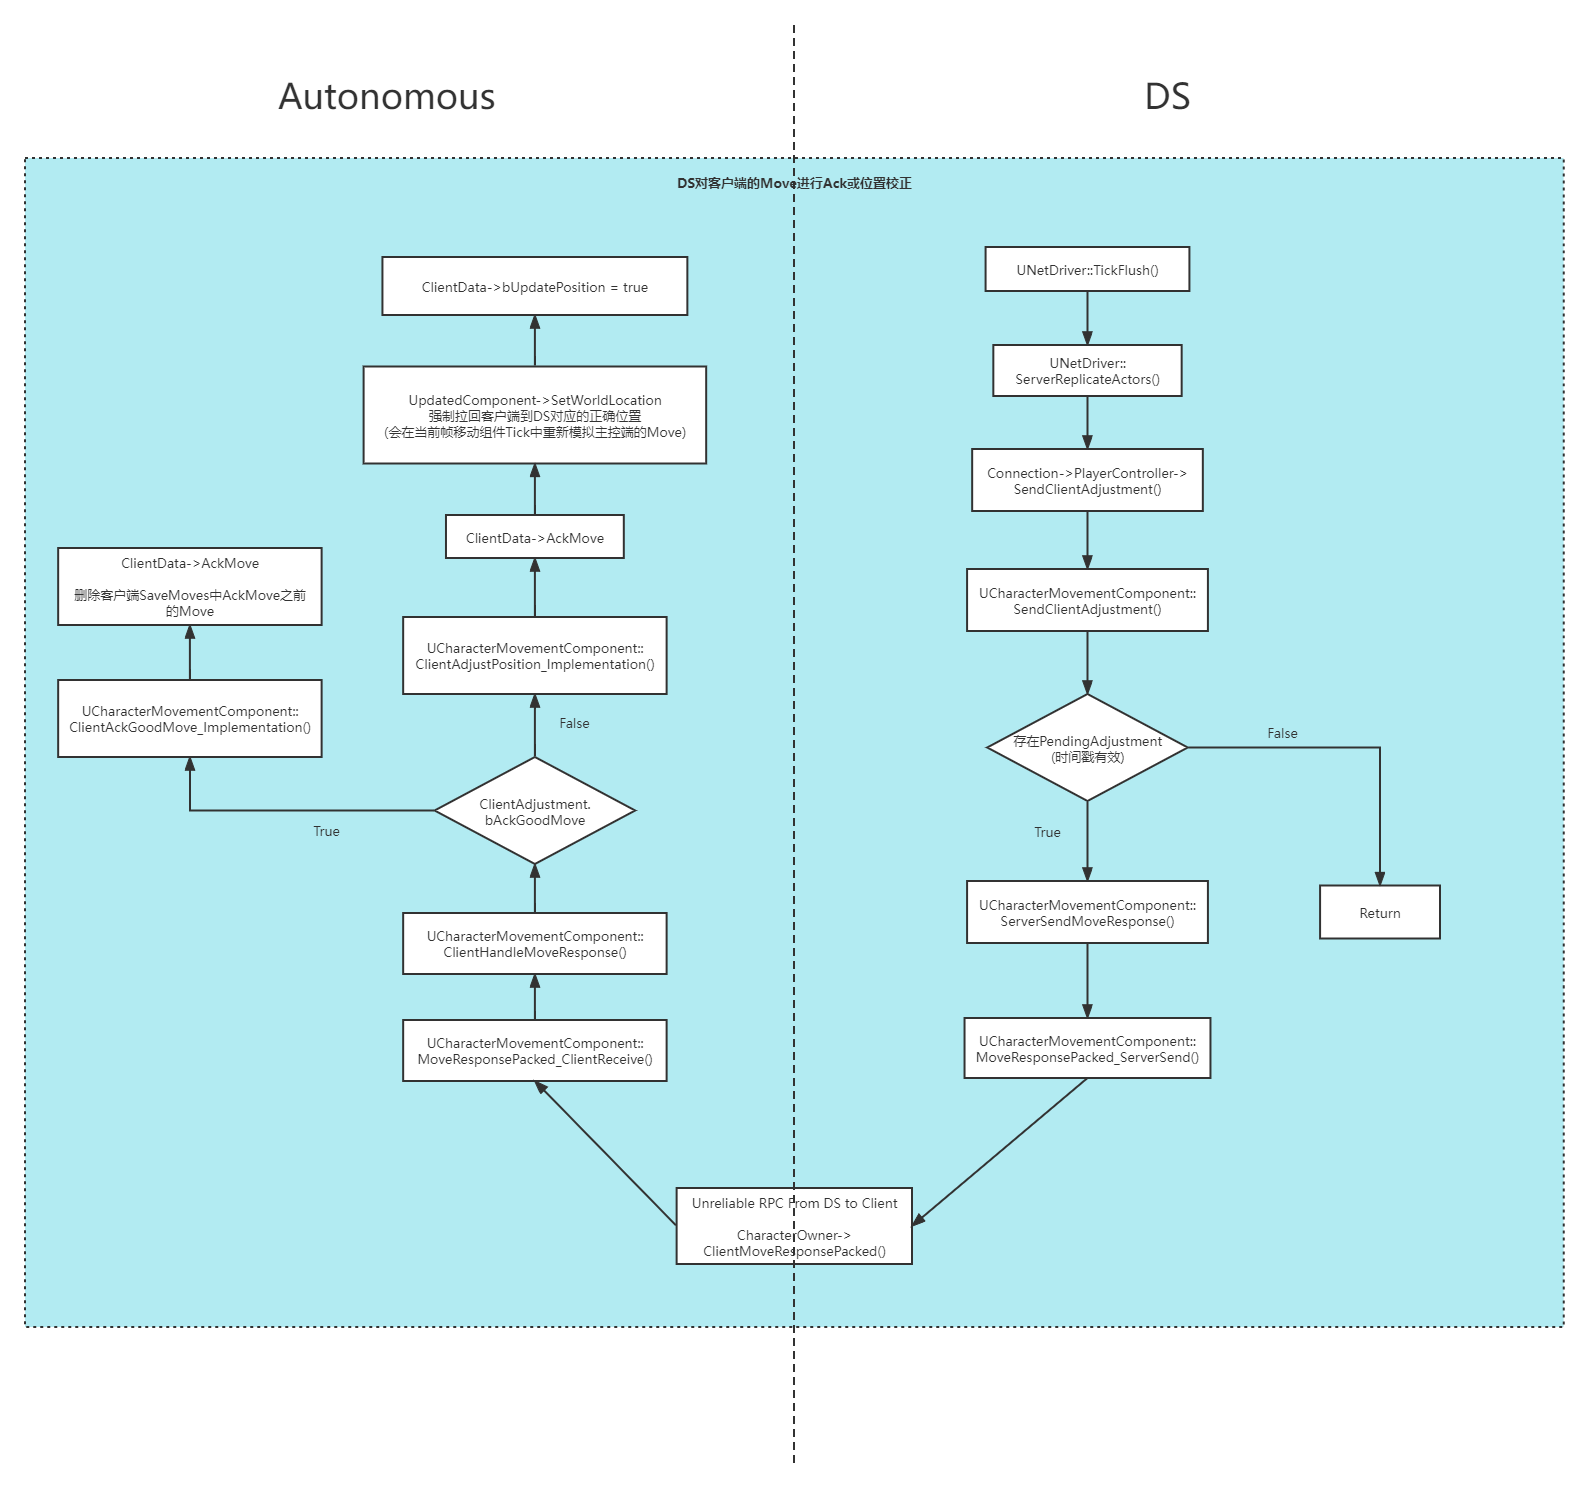 Autonomous
DS
DS对客户端的Move进行Ack或位置校正
ClientData->bUpdatePosition = true
UpdatedComponent->SetWorldLocation
强制拉回客户端到DS对应的正确位置
(会在当前帧移动组件Tick中重新模拟主控端的Move)
ClientData->AckMove
ClientData->AckMove
删除客户端SaveMoves中AckMove之前
的Move
UCharacterMovementComponent::
ClientAdjustPosition_Implementation()
UCharacterMovementComponent::
ClientAckGoodMove_Implementation()
False
ClientAdjustment.
bAckGoodMove
True
UCharacterMovementComponent::
ClientHandleMoveResponse()
UCharacterMovementComponent::
MoveResponsePacked_ClientReceive()
UNetDriver::TickFlush()
UNetDriver::
ServerReplicateActors()
Connection->PlayerController->
SendClientAdjustment()
UCharacterMovementComponent::
SendClientAdjustment()
存在PendingAdjustment
(时间戳有效)
False
True
UCharacterMovementComponent::
ServerSendMoveResponse()
Return
UCharacterMovementComponent::
MoveResponsePacked_ServerSend()
Unreliable RPC From DS to Client
CharacterOwner->
ClientMoveResponsePacked()